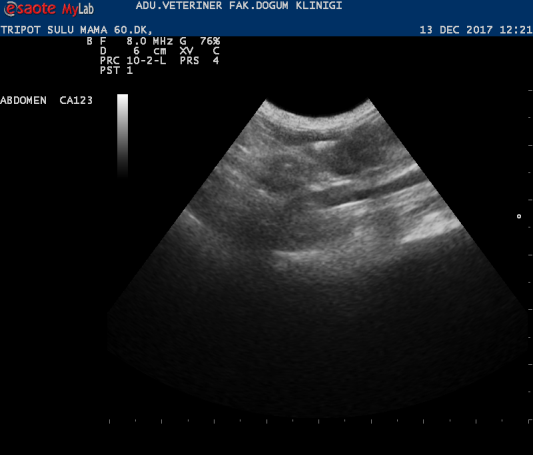 esaote MyLab
ADU.VETERINER FAK.DOGUM KLINIGI
TRIPOT SULU MAMA 60.DK, 13 DEC 2017 12:21
B F 8.0 MHz G 76%
D 6 cm XV C
PRC 10-2-L PRS 4
PST 1
ABDOMEN CA123